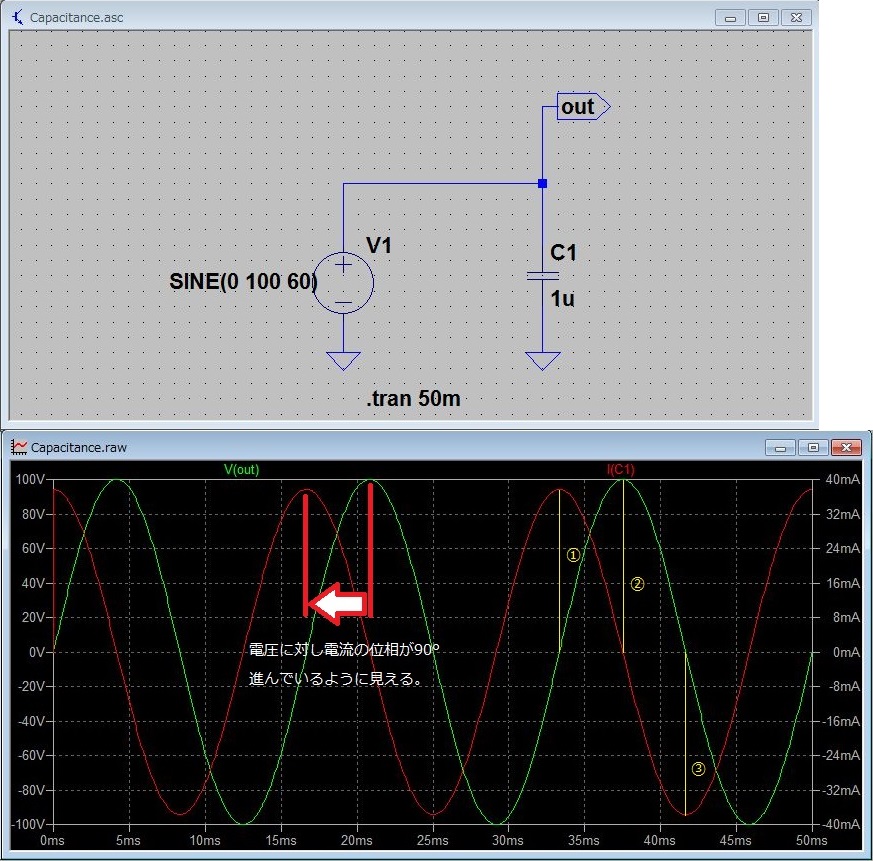 Capacitance.asc
out
V1
C1
SINE(0 100 60)
1u
.tran 50m
Capacitance.raw
V(out)
I(C1)
100V
80V
60V
40V
20V
0V
-20V
-40V
-60V
-80V
-100V
40mA
32mA
24mA
16mA
8mA
0mA
-8mA
-16mA
-24mA
-32mA
-40mA
①
②
電圧に対し電流の位相が90°
進んでいるように見える。
③
0ms 5ms 10ms 15ms 20ms 25ms 30ms 35ms 40ms 45ms 50ms